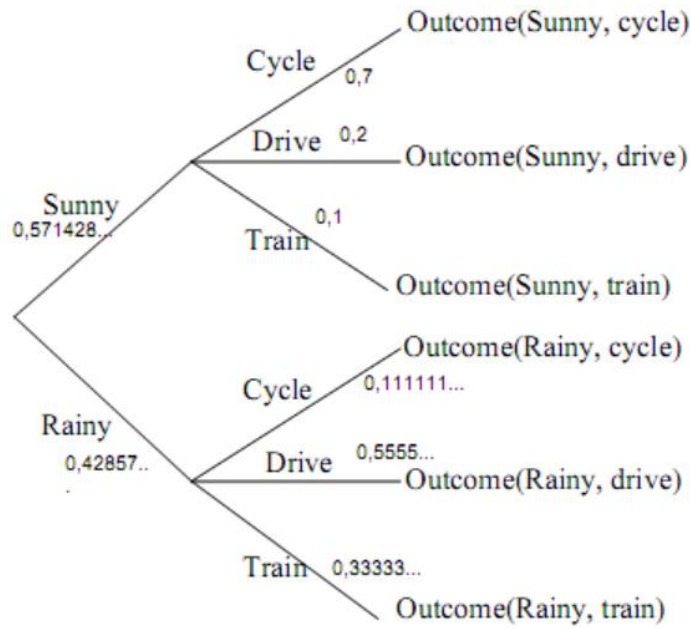 Outcome(Sunny, cycle)
Cycle
0,7
Drive 0,2
Outcome(Sunny, drive)
Sunny
0,571428...
0,1
Train
Outcome(Sunny, train)
Outcome(Rainy, cycle)
Cycle
0,111111...
Rainy
0,42857..
.
Drive
0,5555...
Outcome(Rainy, drive)
Train
0,33333...
Outcome(Rainy, train)